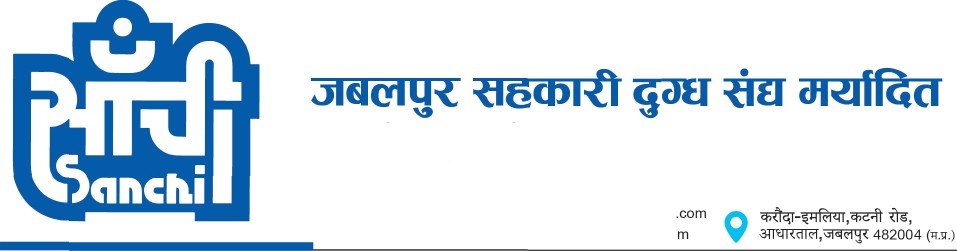 साँची
Sanchi
जबलपुर सहकारी दुग्ध संद्य मर्यादित
.com
m
करौंदा-इमलिया,कटनी रोड,
आधारताल,जबलपुर 482004 (म.प्र.)